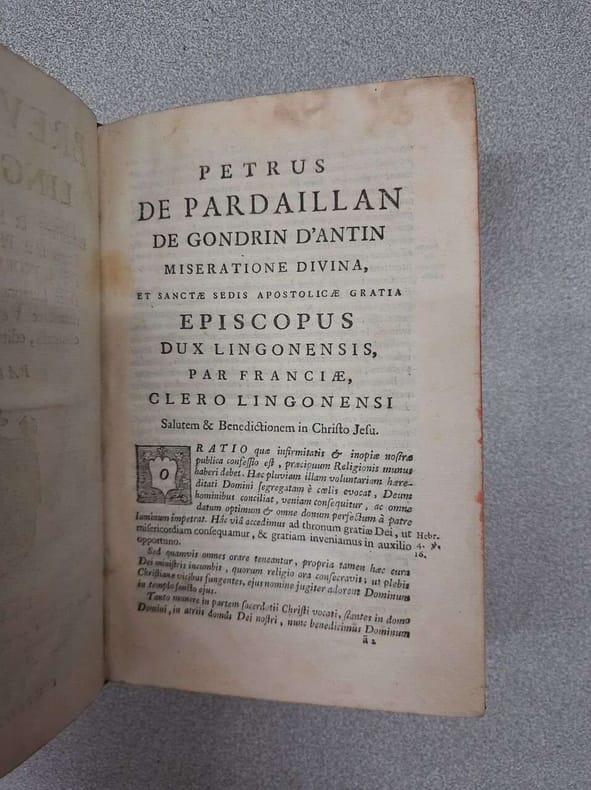 BREV
LING
PETRUS
DE PARDAILLAN
DE GONDRIN D'ANTIN
MISERATIONE DIVINA,
ET SANCTÆ SEDIS APOSTOLICÆ GRATIA
EPISCOPUS
DUX LINGONENSIS,
PAR FRANCIÆ,
CLERO LINGONENSI
Salutem & Benedictionem in Chriſto Jeſu.
ORATIO quæ infirmitatis & inopiæ noſtræ
publica confeſſio eſt, præcipuum Religionis munus
haberi debet. Hæc pluviam illam voluntariam hære-
ditati Domini ſegregatam è cœlis evocat, Deum
hominibus conciliat, veniam conſequitur, ac omne
datum optimum & omne donum perfectum à patre
luminum impetrat. Hâc viâ accedimus ad thronum gratiæ Dei, ut
miſericordiam conſequamur, & gratiam inveniamus in auxilio
opportuno.
Hebr.
4. ℣.
16.
Sed quamvis omnes orare teneantur, propria tamen hæc cura
Dei miniſtris incumbit, quorum religio ora conſecravit; ut plebis
Chriſtianæ vicibus fungentes, ejus nomine jugiter adorent Dominum
in templo ſancto ejus.
Tanto munere in partem ſacerdotii Chriſti vocati, ſtantes in domo
Domini, in atriis domûs Dei noſtri, nunc benedicimus Dominum
ā 2